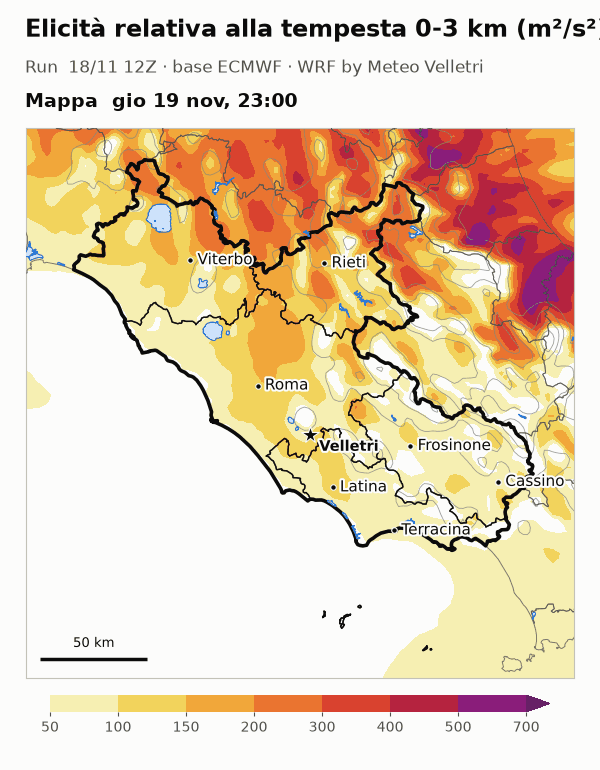 Elicità relativa alla tempesta 0-3 km (m²/s²)
Run 18/11 12Z · base ECMWF · WRF by Meteo Velletri
Mappa gio 19 nov, 23:00
Viterbo
Rieti
Roma
Velletri
Frosinone
Cassino
Latina
Terracina
50 km
50 100 150 200 300 400 500 700